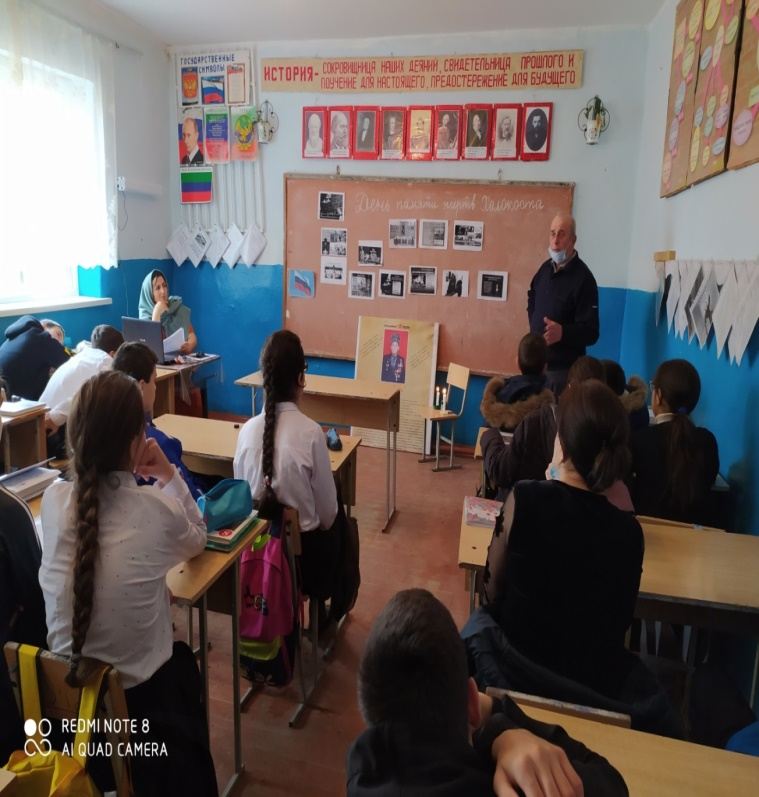 ГОСУДАРСТВЕННЫЕ
СИМВОЛЫ
ИСТОРИЯ - СОКРОВИЩНИЦА НАШИХ ДЕЯНИЙ, СВИДЕТЕЛЬНИЦА ПРОШЛОГО И
ПОУЧЕНИЕ ДЛЯ НАСТОЯЩЕГО, ПРЕДОСТЕРЕЖЕНИЕ ДЛЯ БУДУЩЕГО
День памяти жертв Холокоста
REDMI NOTE 8
AI QUAD CAMERA